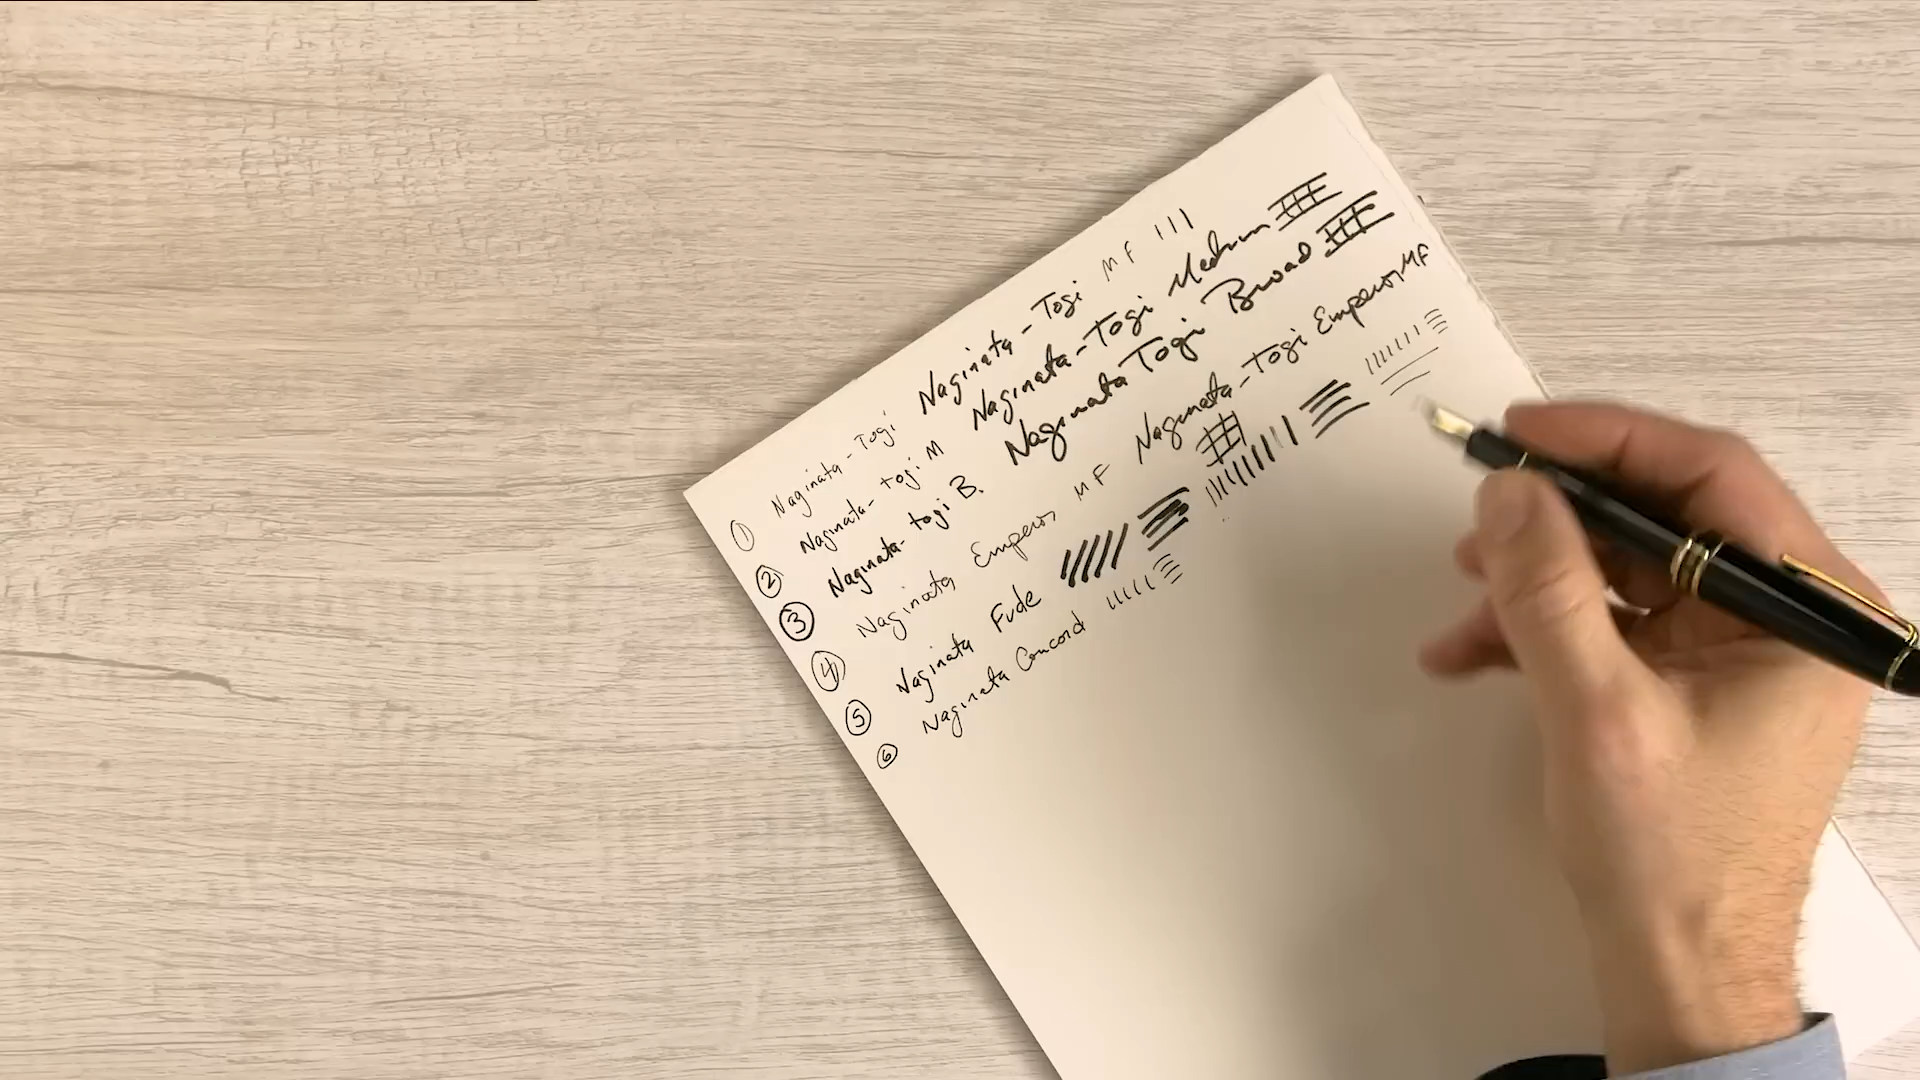 ① Naginata-Togi Naginata-Togi MF
② Naginata-togi M Naginata-Togi Medium
③ Naginata-togi B. Naginata Togi Broad
④ Naginata Emperor MF Naginata-Togi Emperor MF
⑤ Naginata Fude
⑥ Naginata Concord